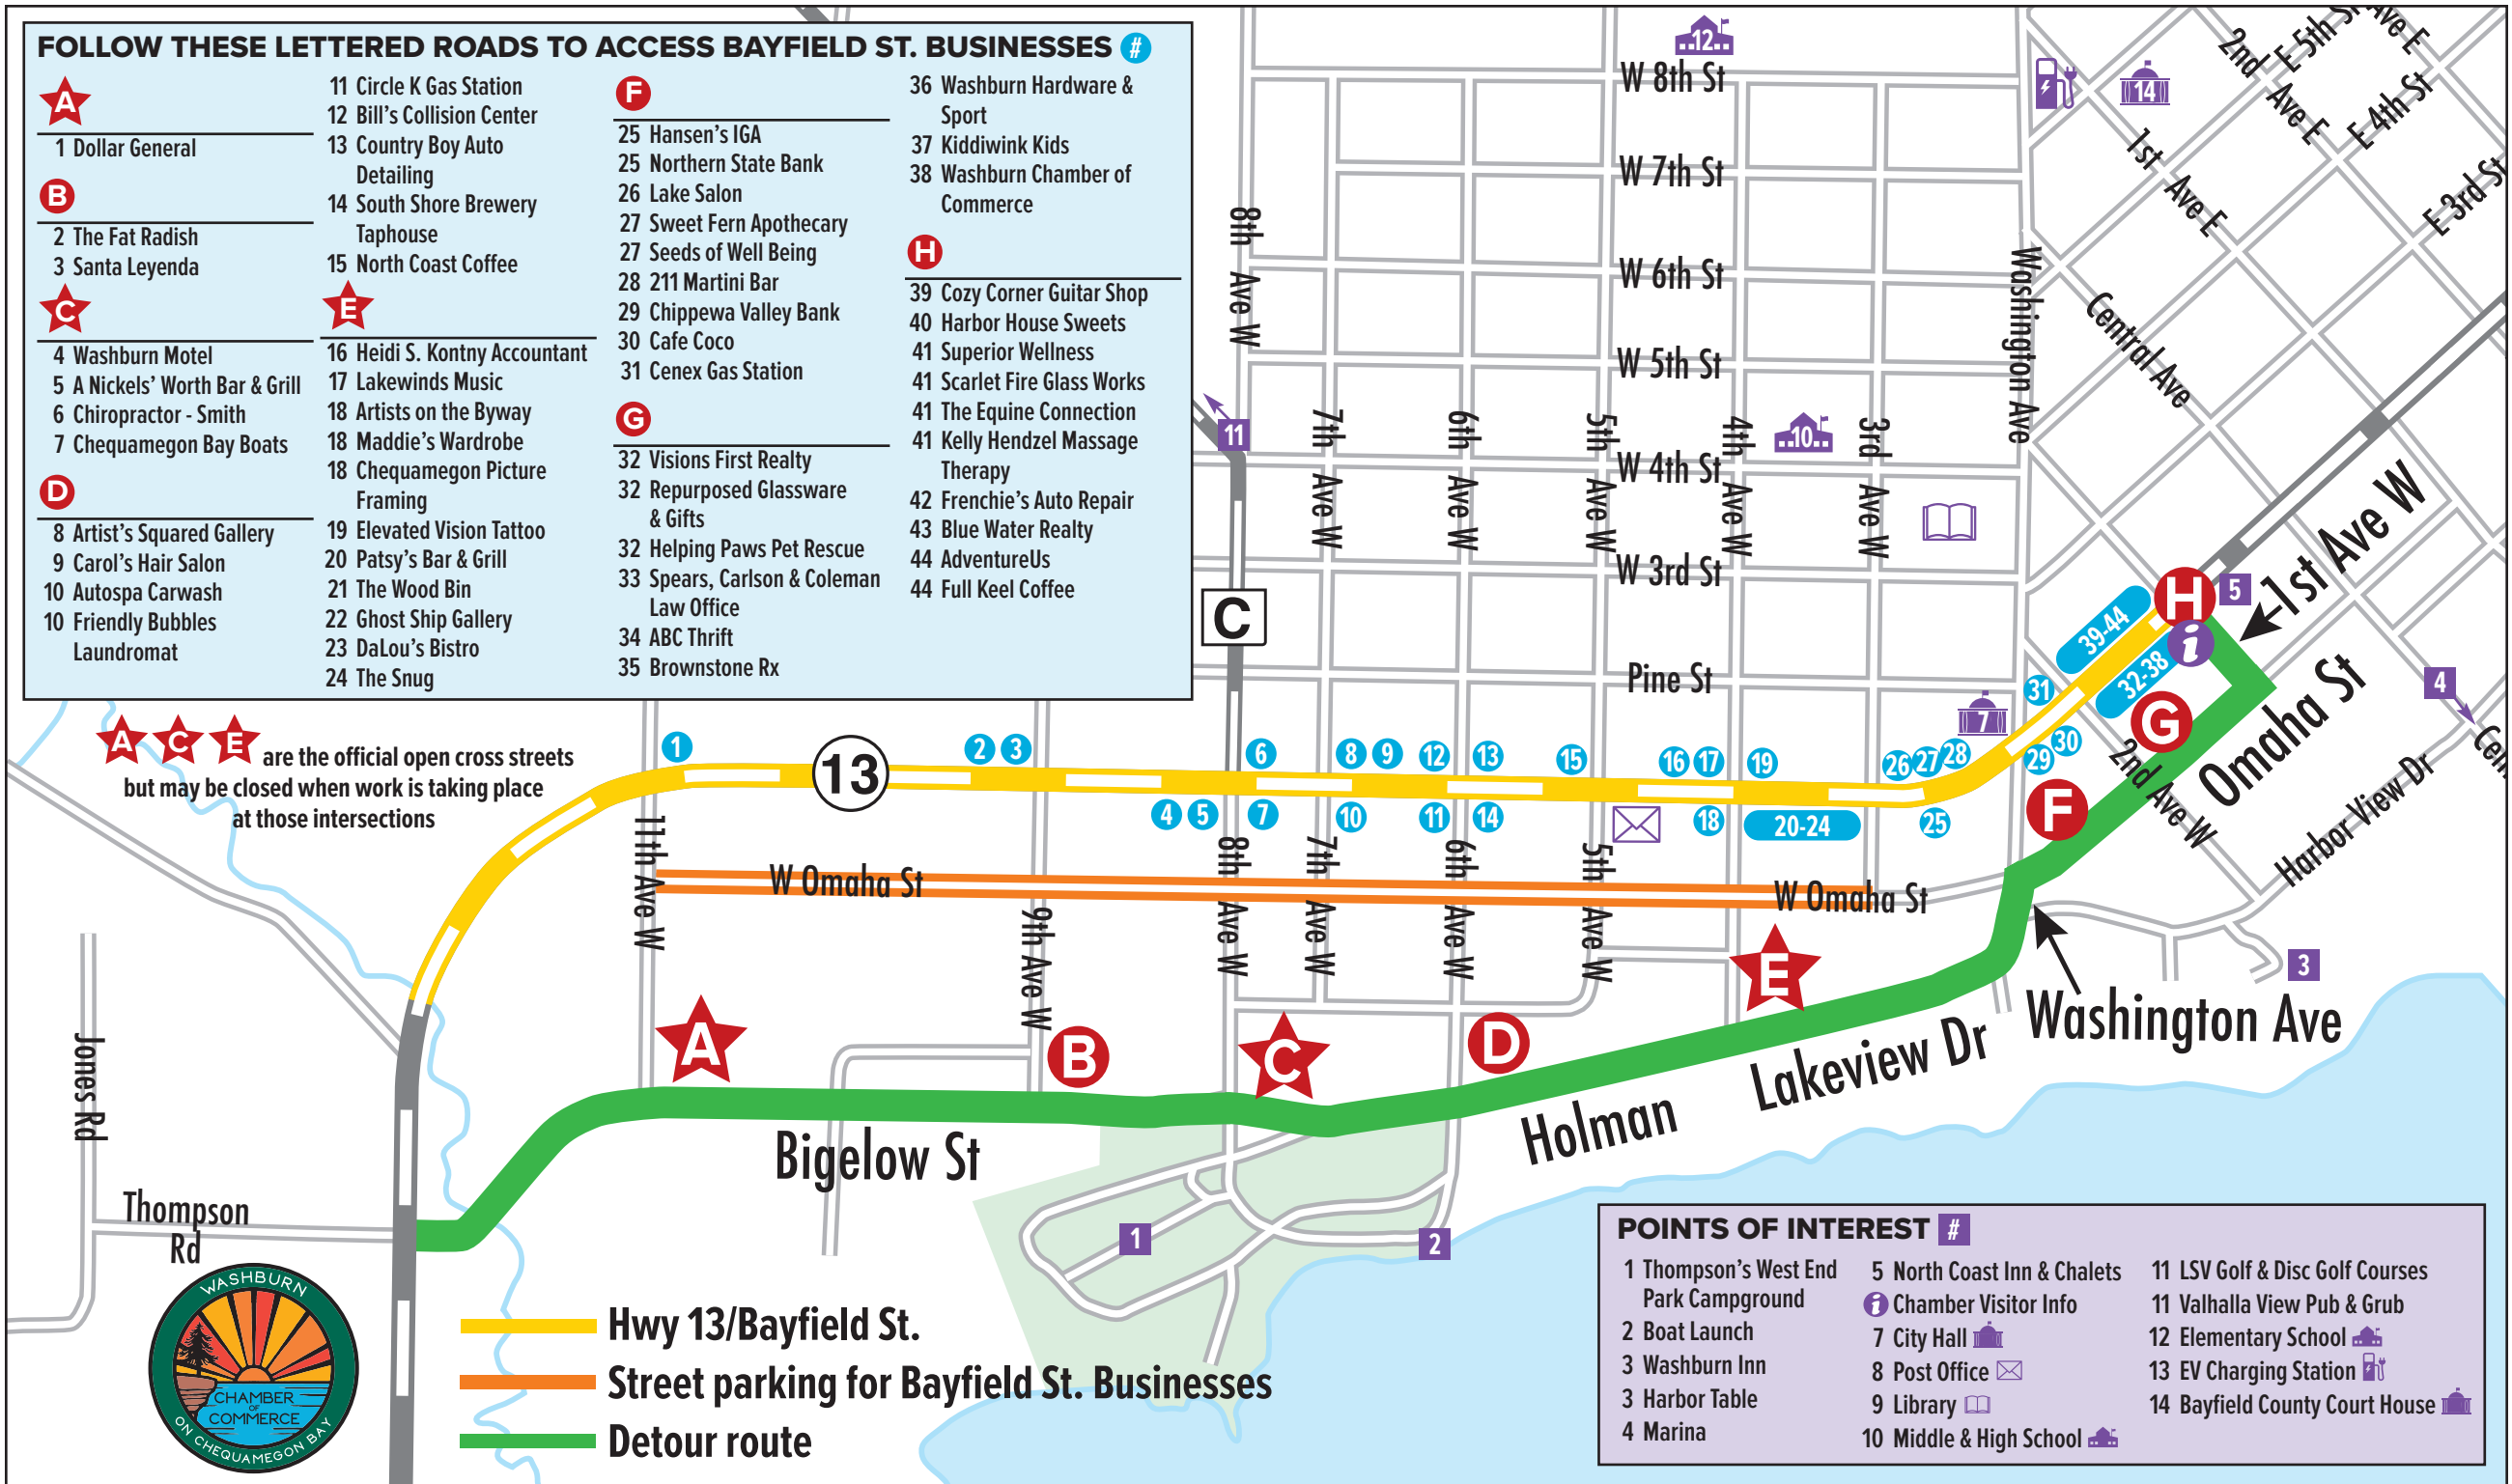 FOLLOW THESE LETTERED ROADS TO ACCESS BAYFIELD ST. BUSINESSES #
A
1 Dollar General
B
2 The Fat Radish
3 Santa Leyenda
C
4 Washburn Motel
5 A Nickels' Worth Bar & Grill
6 Chiropractor - Smith
7 Chequamegon Bay Boats
D
8 Artist's Squared Gallery
9 Carol's Hair Salon
10 Autospa Carwash
10 Friendly Bubbles
Laundromat
11 Circle K Gas Station
12 Bill's Collision Center
13 Country Boy Auto
Detailing
14 South Shore Brewery
Taphouse
15 North Coast Coffee
E
16 Heidi S. Kontny Accountant
17 Lakewinds Music
18 Artists on the Byway
18 Maddie's Wardrobe
18 Chequamegon Picture
Framing
19 Elevated Vision Tattoo
20 Patsy's Bar & Grill
21 The Wood Bin
22 Ghost Ship Gallery
23 DaLou's Bistro
24 The Snug
F
25 Hansen's IGA
25 Northern State Bank
26 Lake Salon
27 Sweet Fern Apothecary
27 Seeds of Well Being
28 211 Martini Bar
29 Chippewa Valley Bank
30 Cafe Coco
31 Cenex Gas Station
G
32 Visions First Realty
32 Repurposed Glassware
& Gifts
32 Helping Paws Pet Rescue
33 Spears, Carlson & Coleman
Law Office
34 ABC Thrift
35 Brownstone Rx
36 Washburn Hardware &
Sport
37 Kiddiwink Kids
38 Washburn Chamber of
Commerce
H
39 Cozy Corner Guitar Shop
40 Harbor House Sweets
41 Superior Wellness
41 Scarlet Fire Glass Works
41 The Equine Connection
41 Kelly Hendzel Massage
Therapy
42 Frenchie's Auto Repair
43 Blue Water Realty
44 AdventureUs
44 Full Keel Coffee
A C E are the official open cross streets
but may be closed when work is taking place
at those intersections
12
W 8th St
W 7th St
W 6th St
W 5th St
W 4th St
W 3rd St
Pine St
14
2nd Ave E
E 5th St
Ave E
E 4th St
1st Ave E
E 3rd St
Central Ave
Washington Ave
8th Ave W
7th Ave W
6th Ave W
5th Ave W
4th Ave W
3rd Ave W
11
10
C
H
5
i
1st Ave W
39-44
32-38
31
G
4
7
30
29
28
27
26
25
F
2nd Ave W
Omaha St
Harbor View Dr
1
13
2
3
6
8
9
12
13
15
16
17
19
4
5
7
10
11
14
18
20-24
11th Ave W
W Omaha St
W Omaha St
9th Ave W
8th Ave W
7th Ave W
6th Ave W
5th Ave W
A
B
C
D
E
3
Washington Ave
Holman Lakeview Dr
Bigelow St
Jones Rd
Thompson
Rd
1
2
WASHBURN
CHAMBER
OF
COMMERCE
ON CHEQUAMEGON BAY
Hwy 13/Bayfield St.
Street parking for Bayfield St. Businesses
Detour route
POINTS OF INTEREST #
1 Thompson's West End
Park Campground
2 Boat Launch
3 Washburn Inn
3 Harbor Table
4 Marina
5 North Coast Inn & Chalets
i Chamber Visitor Info
7 City Hall
8 Post Office
9 Library
10 Middle & High School
11 LSV Golf & Disc Golf Courses
11 Valhalla View Pub & Grub
12 Elementary School
13 EV Charging Station
14 Bayfield County Court House